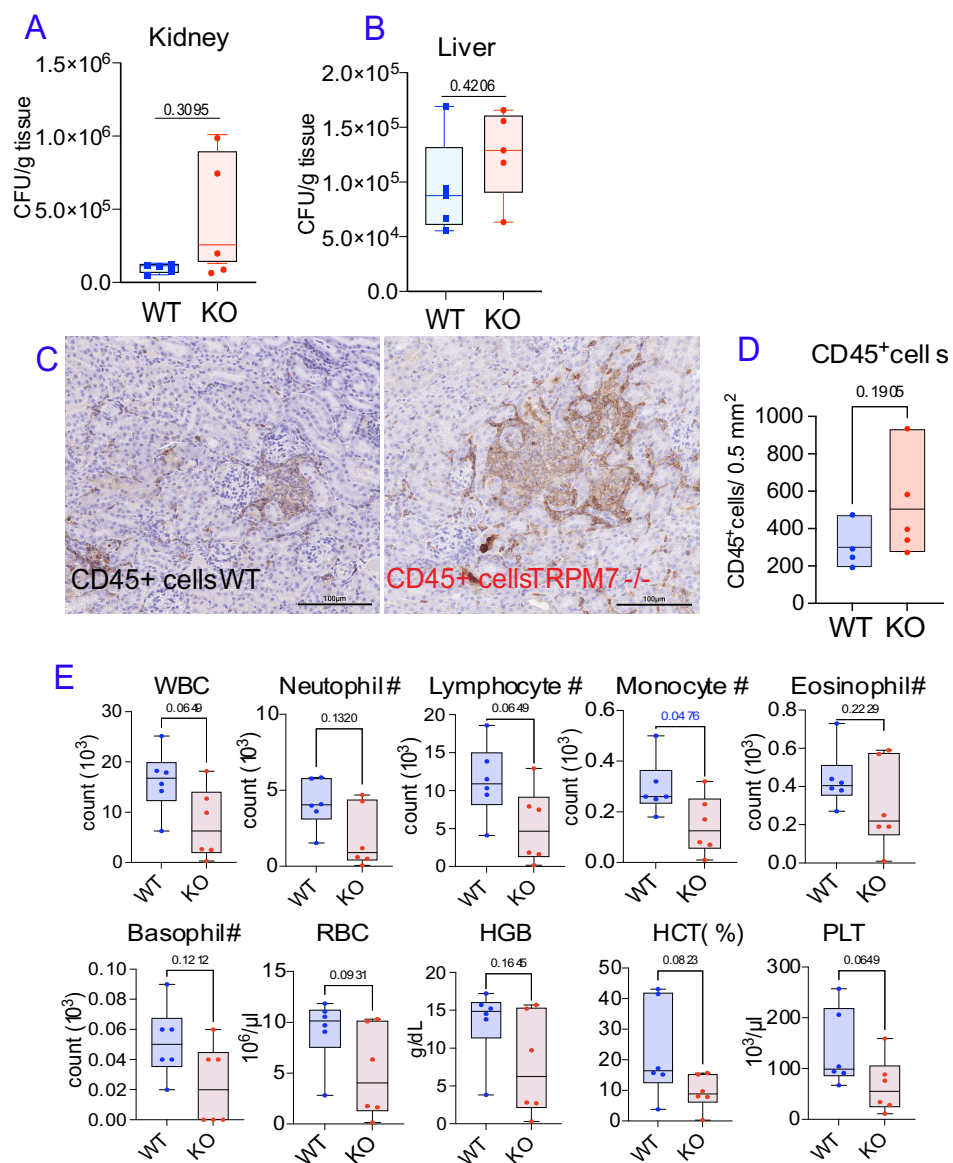 A
Kidney
CFU/g tissue
1.5×10⁶
1.0×10⁶
5.0×10⁵
0.0
0.3095
WT
KO
B
Liver
CFU/g tissue
2.0×10⁵
1.5×10⁵
1.0×10⁵
5.0×10⁴
0.0
0.4206
WT
KO
C
CD45+ cellsWT
100μm
CD45+ cellsTRPM7 -/-
100μm
D
CD45⁺cell s
CD45⁺cells/ 0.5 mm²
1000
800
600
400
200
0
0.1905
WT
KO
E
WBC
count (10³)
30
20
10
0
0.0649
WT
KO
Neutophil#
count (10³)
10
5
0
0.1320
WT
KO
Lymphocyte #
count (10³)
20
15
10
5
0
0.0649
WT
KO
Monocyte #
count (10³)
0.6
0.4
0.2
0.0
0.0476
WT
KO
Eosinophil#
count (10³)
0.8
0.6
0.4
0.2
0.0
0.2229
WT
KO
Basophil#
count (10³)
0.10
0.08
0.06
0.04
0.02
0.00
0.1212
WT
KO
RBC
10⁶/μl
15
10
5
0
0.0931
WT
KO
HGB
g/dL
20
15
10
5
0
0.1645
WT
KO
HCT( %)
50
40
30
20
10
0
0.0823
WT
KO
PLT
10³/μl
300
200
100
0
0.0649
WT
KO